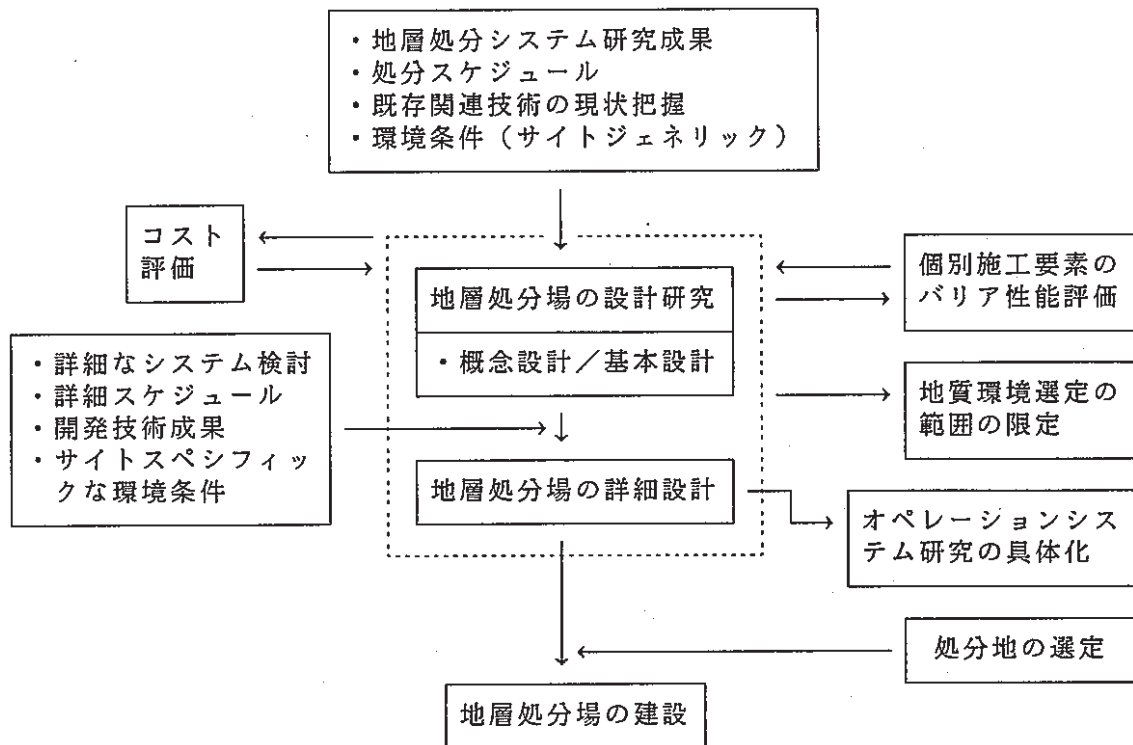 ・地層処分システム研究成果
・処分スケジュール
・既存関連技術の現状把握
・環境条件（サイトジェネリック）
コスト
評価
個別施工要素の
バリア性能評価
地層処分場の設計研究
・概念設計／基本設計
・詳細なシステム検討
・詳細スケジュール
・開発技術成果
・サイトスペシフィッ
クな環境条件
地質環境選定の
範囲の限定
地層処分場の詳細設計
オペレーションシス
テム研究の具体化
処分地の選定
地層処分場の建設